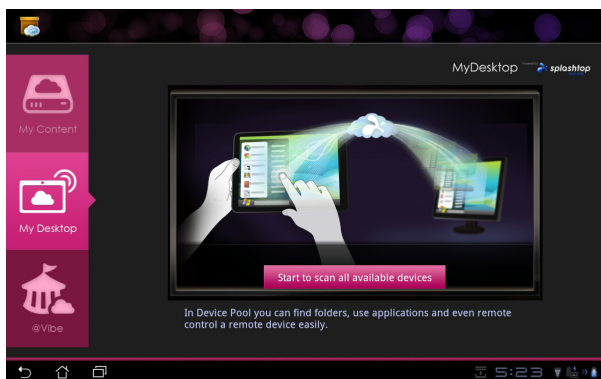 MyDesktop
splashtop
My Content
My Desktop
@Vibe
Start to scan all available devices
In Device Pool you can find folders, use applications and even remote
control a remote device easily.
5:23